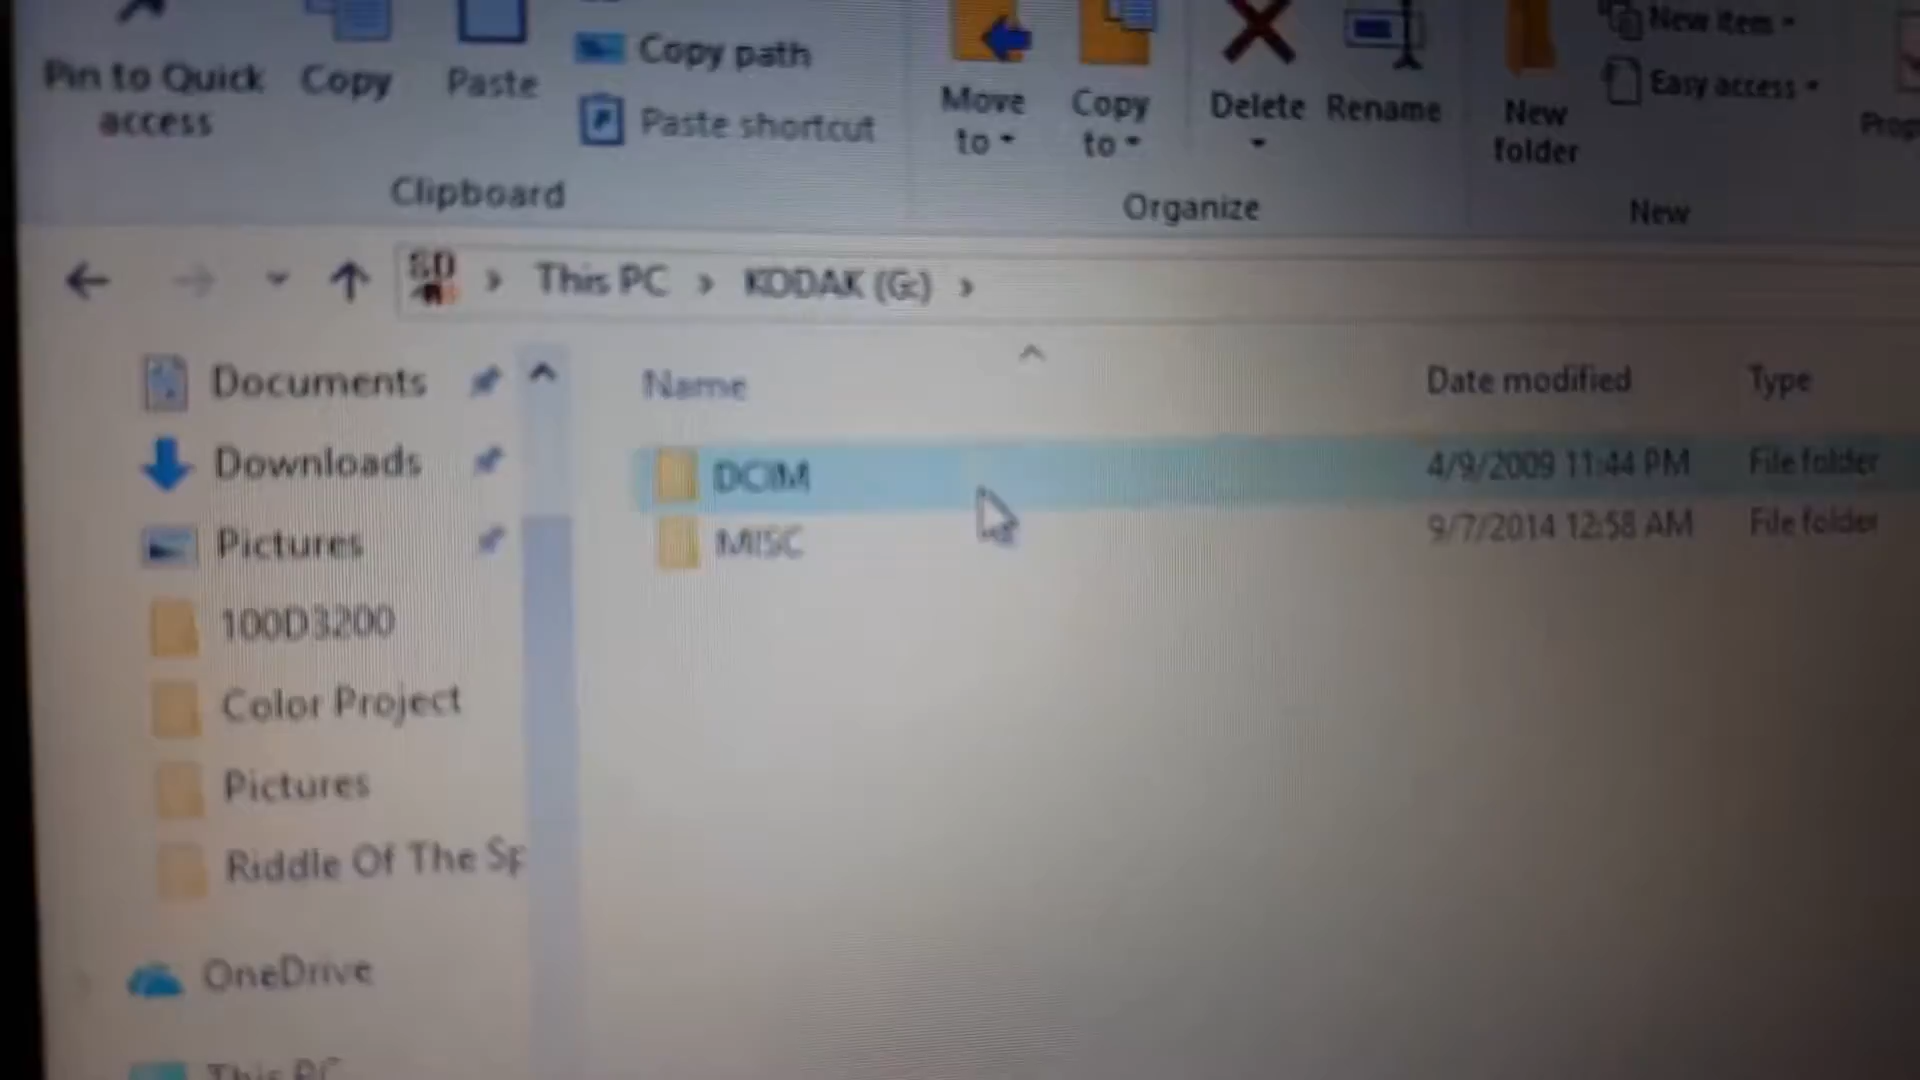 Pin to Quick
access
Copy
Paste
Copy path
Paste shortcut
Clipboard
Move
to
Copy
to
Delete
Rename
Organize
New
folder
New item
Easy access
New
This PC > KODAK (G:) >
Documents
Downloads
Pictures
100D3200
Color Project
Pictures
Riddle Of The Sp
OneDrive
This PC
Name Date modified Type
DCIM 4/9/2009 11:44 PM File folder
MISC 9/7/2014 12:58 AM File folder